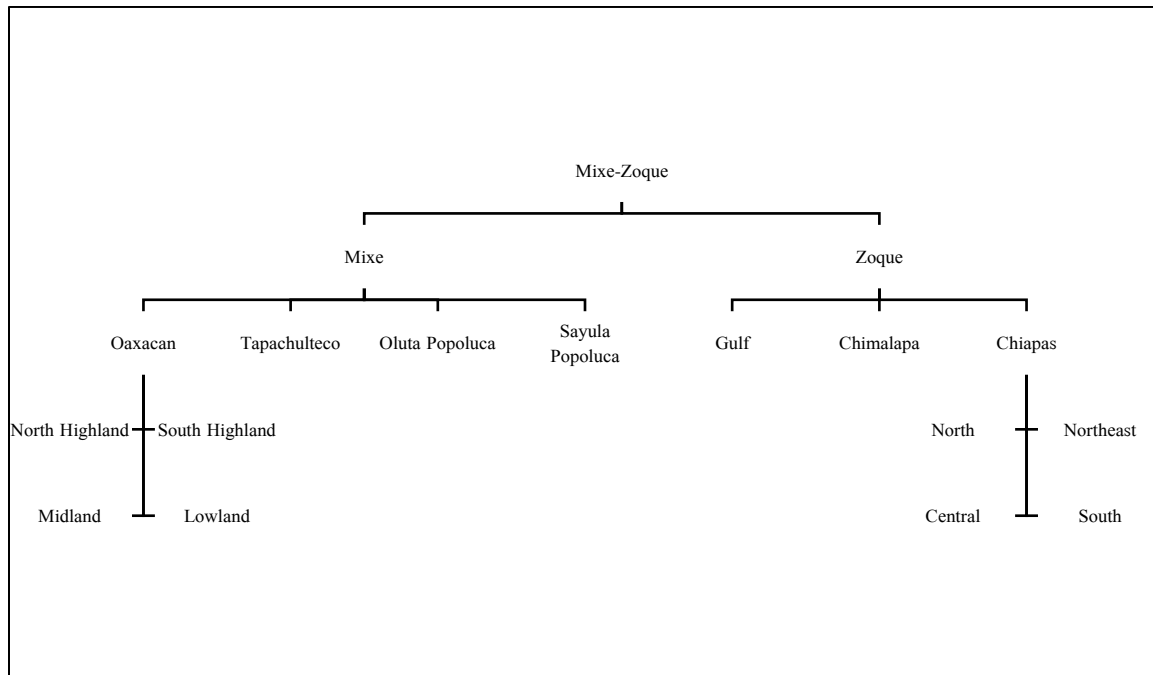 Mixe-Zoque
Mixe
Zoque
Oaxacan
Tapachulteco
Oluta Popoluca
Sayula
Popoluca
Gulf
Chimalapa
Chiapas
North Highland
South Highland
North
Northeast
Midland
Lowland
Central
South